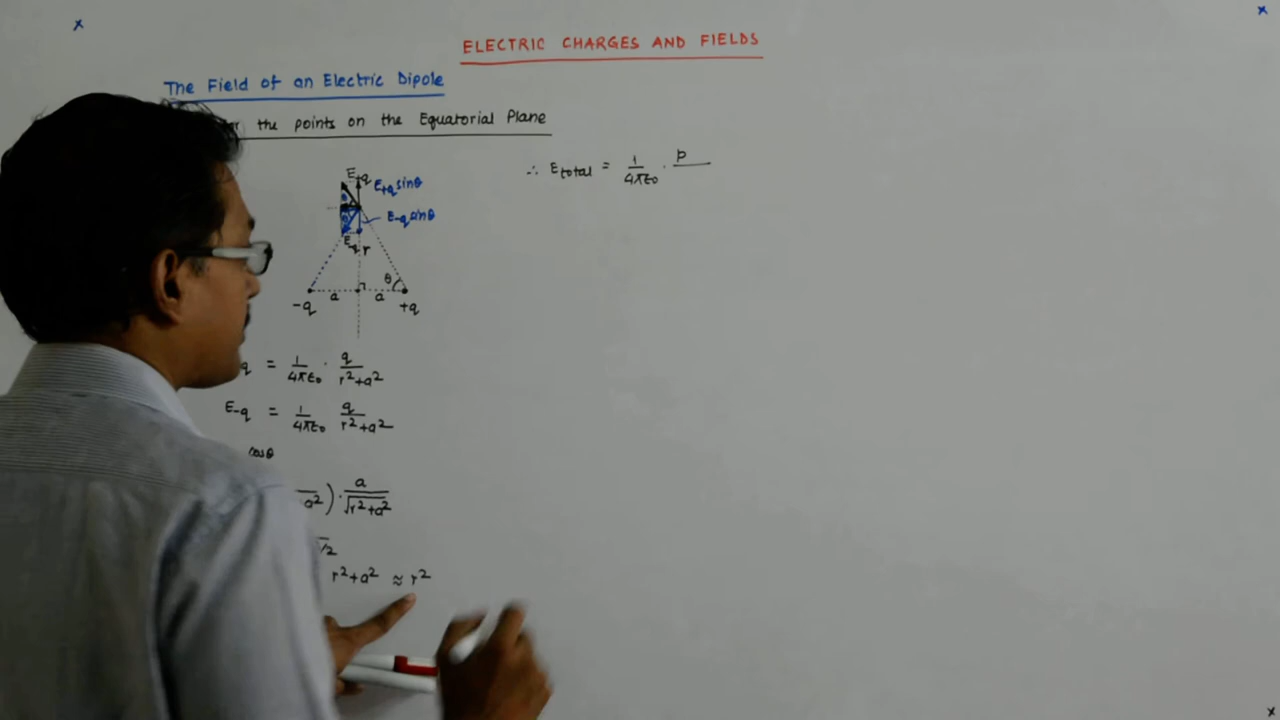 ELECTRIC CHARGES AND FIELDS
The Field of an Electric Dipole
the points on the Equatorial Plane
∴ Etotal = 1/4πε0 · p
E+q E+q sinθ
θ
θ E-q sinθ
E-q r
θ
a a
-q +q
q = 1/4πε0 · q/r²+a²
E-q = 1/4πε0 q/r²+a²
cosθ
a²) · a/√r²+a²
r²+a² ≈ r²